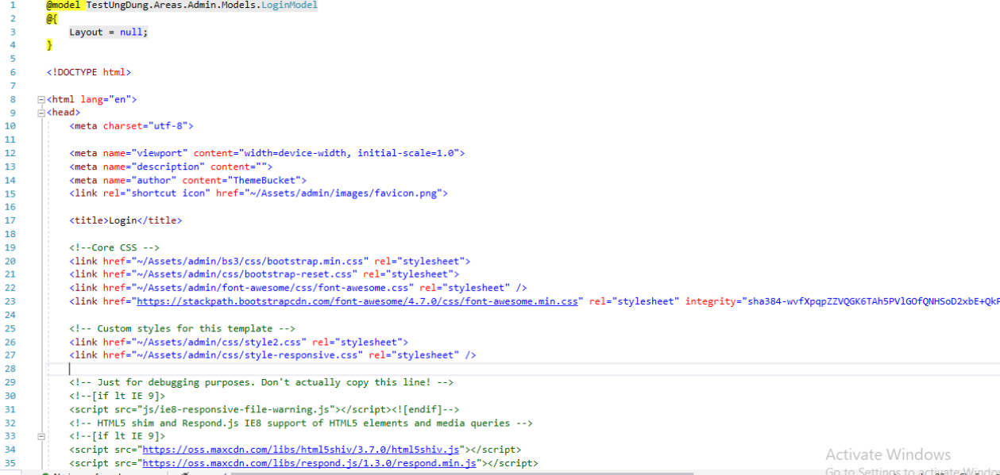 1 @model TestUngDung.Areas.Admin.Models.LoginModel
2 @{
3 Layout = null;
4 }
5
6 <!DOCTYPE html>
7
8 <html lang="en">
9 <head>
10 <meta charset="utf-8">
11
12 <meta name="viewport" content="width=device-width, initial-scale=1.0">
13 <meta name="description" content="">
14 <meta name="author" content="ThemeBucket">
15 <link rel="shortcut icon" href="~/Assets/admin/images/favicon.png">
16
17 <title>Login</title>
18
19 <!--Core CSS -->
20 <link href="~/Assets/admin/bs3/css/bootstrap.min.css" rel="stylesheet">
21 <link href="~/Assets/admin/css/bootstrap-reset.css" rel="stylesheet">
22 <link href="~/Assets/admin/font-awesome/css/font-awesome.css" rel="stylesheet" />
23 <link href="https://stackpath.bootstrapcdn.com/font-awesome/4.7.0/css/font-awesome.min.css" rel="stylesheet" integrity="sha384-wvfXpqpZZVQGK6TAh5PVlGOfQNHSoD2xbE+QkP
24
25 <!-- Custom styles for this template -->
26 <link href="~/Assets/admin/css/style2.css" rel="stylesheet">
27 <link href="~/Assets/admin/css/style-responsive.css" rel="stylesheet" />
28
29 <!-- Just for debugging purposes. Don't actually copy this line! -->
30 <!--[if lt IE 9]>
31 <script src="js/ie8-responsive-file-warning.js"></script><![endif]-->
32 <!-- HTML5 shim and Respond.js IE8 support of HTML5 elements and media queries -->
33 <!--[if lt IE 9]>
34 <script src="https://oss.maxcdn.com/libs/html5shiv/3.7.0/html5shiv.js"></script>
35 <script src="https://oss.maxcdn.com/libs/respond.js/1.3.0/respond.min.js"></script>
Activate Windows
Go to Settings to activate Windo